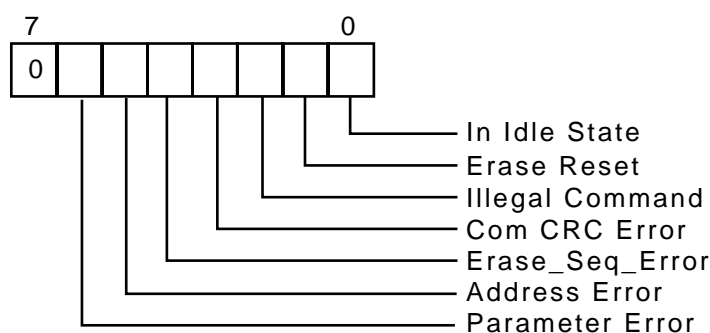 7 0
0
In Idle State
Erase Reset
Illegal Command
Com CRC Error
Erase_Seq_Error
Address Error
Parameter Error